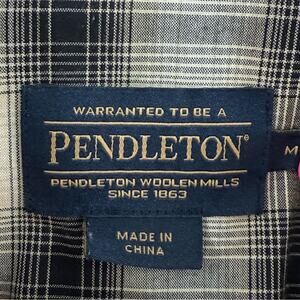 WARRANTED TO BE A
PENDLETON®
M
PENDLETON WOOLEN MILLS
SINCE 1863
MADE IN
CHINA